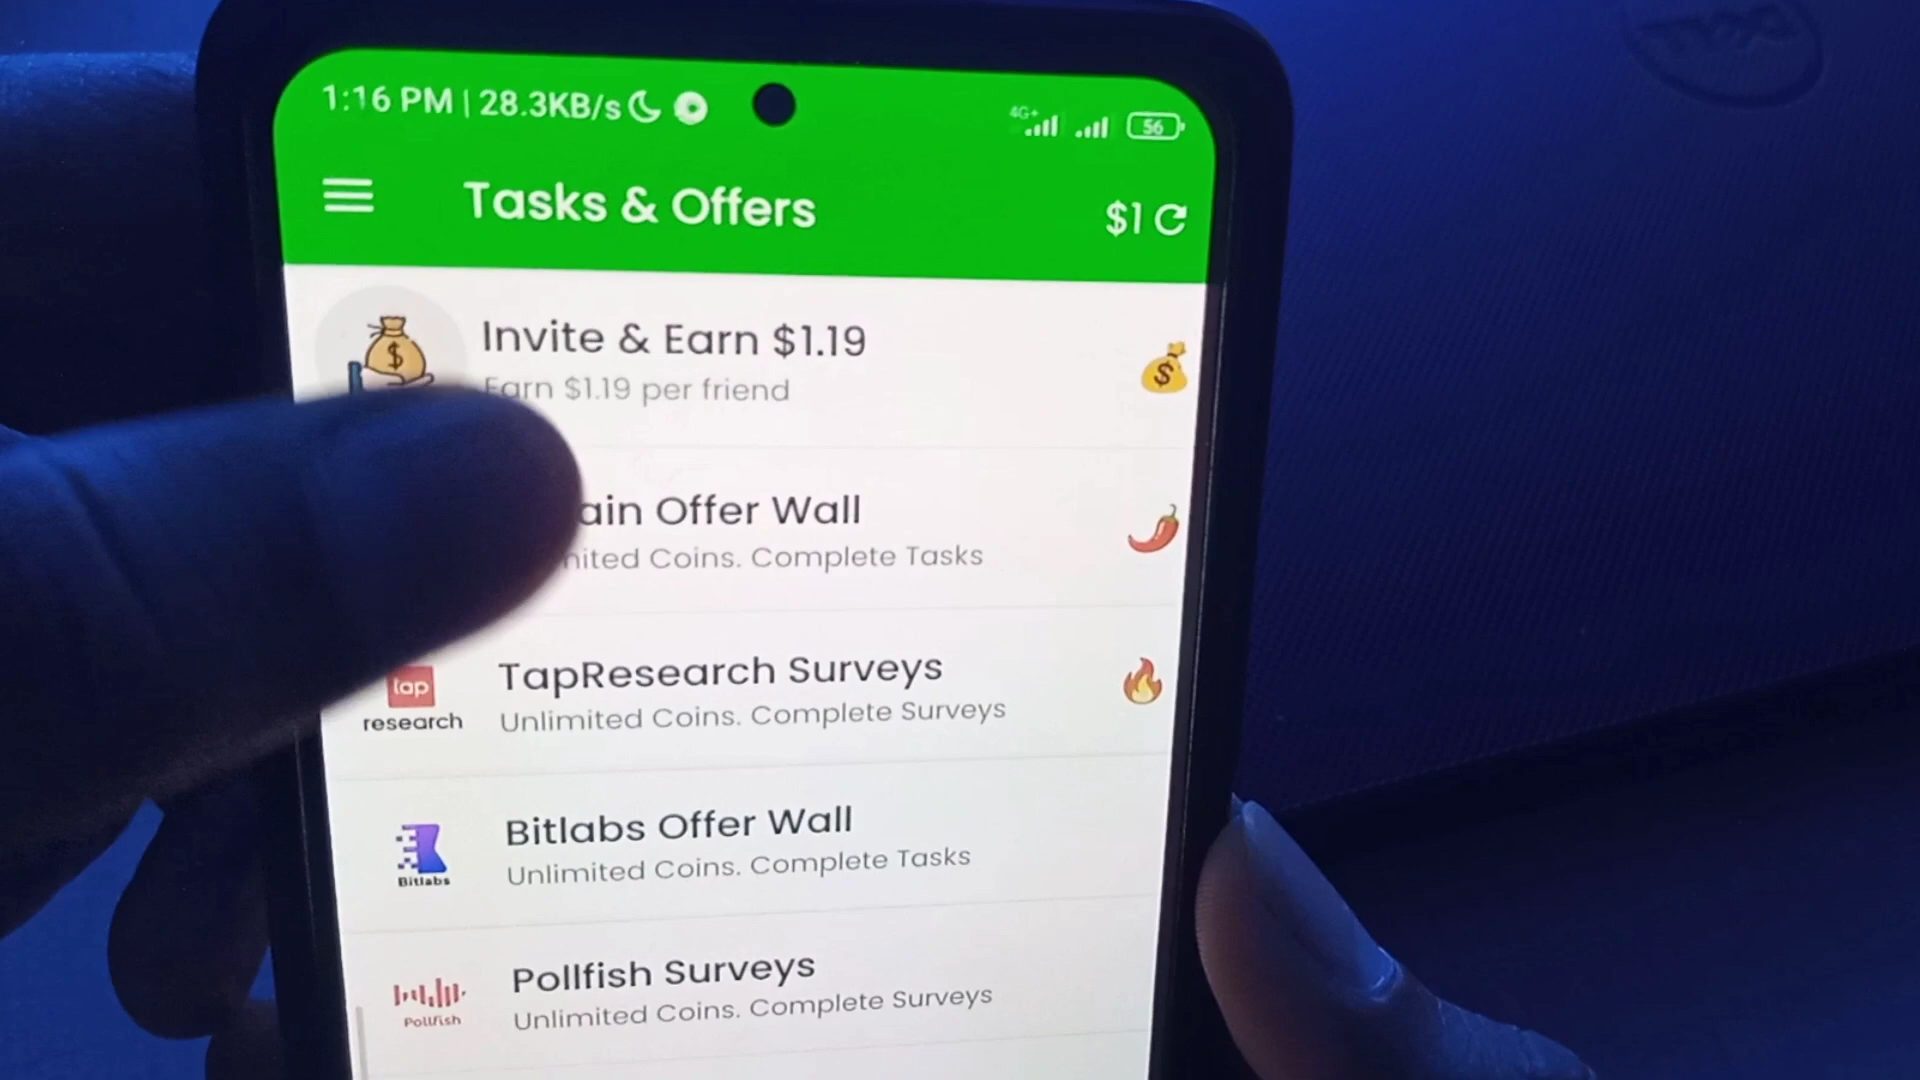 1:16 PM | 28.3KB/s
4G+
56
Tasks & Offers
$1
Invite & Earn $1.19
Earn $1.19 per friend
Offer Wall
Coins. Complete Tasks
tap
research
TapResearch Surveys
Unlimited Coins. Complete Surveys
Bitlabs
Bitlabs Offer Wall
Unlimited Coins. Complete Tasks
Pollfish
Pollfish Surveys
Unlimited Coins. Complete Surveys